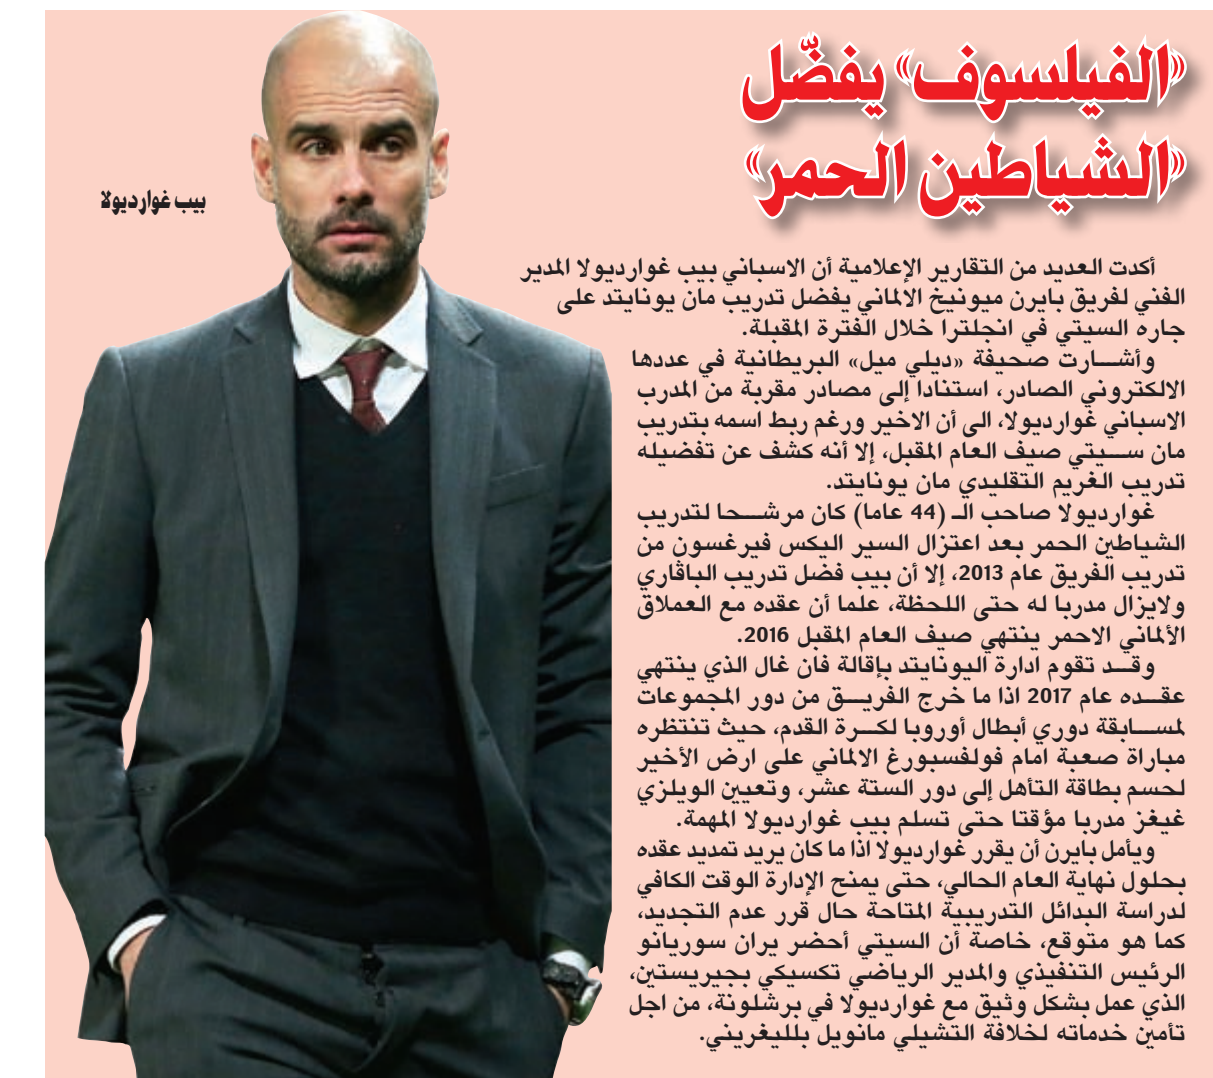 «الفيلسوف» يفضّل
«الشياطين الحمر»
بيب غوارديولا
أكدت العديد من التقارير الإعلامية أن الاسباني بيب غوارديولا المدير
الفني لفريق بايرن ميونيخ الالماني يفضل تدريب مان يونايتد على
جاره السيتي في انجلترا خلال الفترة المقبلة.
وأشـــارت صحيفة «ديلي ميل» البريطانية في عددها
الالكتروني الصادر، استنادا إلى مصادر مقربة من المدرب
الاسباني غوارديولا، الى أن الاخير ورغم ربط اسمه بتدريب
مان ســـيتي صيف العام المقبل، إلا أنه كشف عن تفضيله
تدريب الغريم التقليدي مان يونايتد.
غوارديولا صاحب الـ (44 عاما) كان مرشـــحا لتدريب
الشياطين الحمر بعد اعتزال السير اليكس فيرغسون من
تدريب الفريق عام 2013، إلا أن بيب فضل تدريب الباڤاري
ولايزال مدربا له حتى اللحظة، علما أن عقده مع العملاق
الألماني الاحمر ينتهي صيف العام المقبل 2016.
وقـــد تقوم ادارة اليونايتد بإقالة فان غال الذي ينتهي
عقـــده عام 2017 اذا ما خرج الفريـــق من دور المجموعات
لمســـابقة دوري أبطال أوروبا لكـــرة القدم، حيث تنتظره
مباراة صعبة امام فولفسبورغ الالماني على ارض الأخير
لحسم بطاقة التأهل إلى دور الستة عشر، وتعيين الويلزي
غيغز مدربا مؤقتا حتى تسلم بيب غوارديولا المهمة.
ويأمل بايرن أن يقرر غوارديولا اذا ما كان يريد تمديد عقده
بحلول نهاية العام الحالي، حتى يمنح الإدارة الوقت الكافي
لدراسة البدائل التدريبية المتاحة حال قرر عدم التجديد،
كما هو متوقع، خاصة أن السيتي أحضر يران سوريانو
الرئيس التنفيذي والمدير الرياضي تكسيكي بجيريستين،
الذي عمل بشكل وثيق مع غوارديولا في برشلونة، من اجل
تأمين خدماته لخلافة التشيلي مانويل بلليغريني.